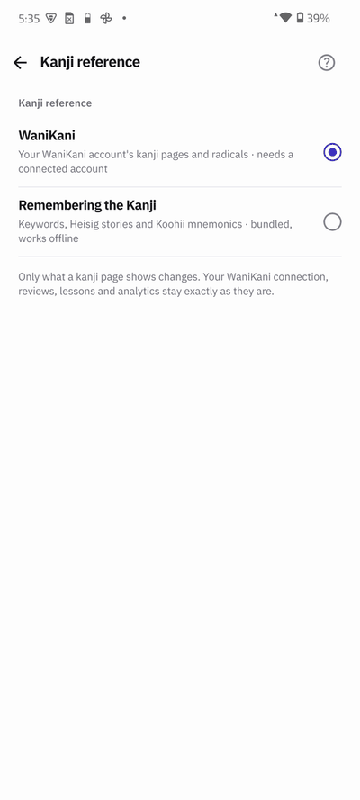 5:35
39%
Kanji reference
Kanji reference
WaniKani
Your WaniKani account's kanji pages and radicals · needs a
connected account
Remembering the Kanji
Keywords, Heisig stories and Koohii mnemonics · bundled,
works offline
Only what a kanji page shows changes. Your WaniKani connection,
reviews, lessons and analytics stay exactly as they are.